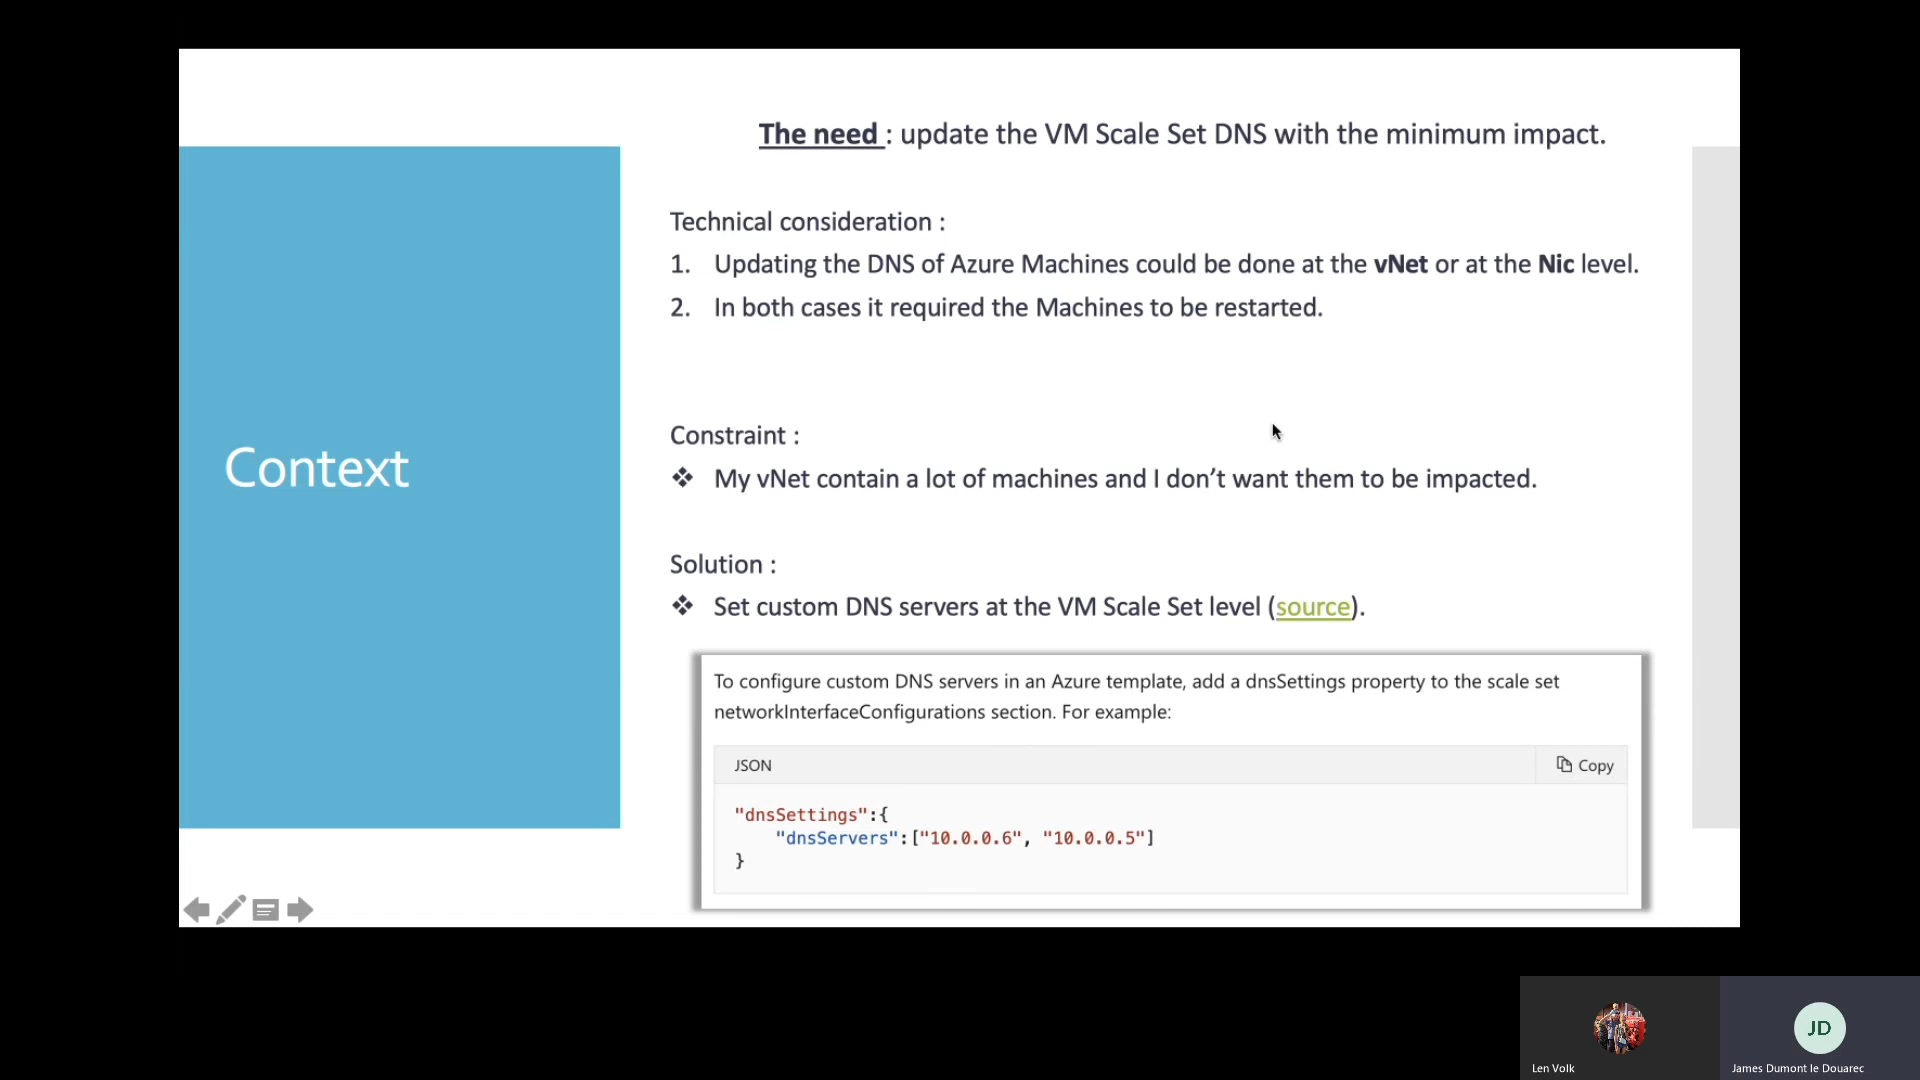 The need : update the VM Scale Set DNS with the minimum impact.
Technical consideration :
1. Updating the DNS of Azure Machines could be done at the vNet or at the Nic level.
2. In both cases it required the Machines to be restarted.
Context
Constraint :
❖ My vNet contain a lot of machines and I don’t want them to be impacted.
Solution :
❖ Set custom DNS servers at the VM Scale Set level (source).
To configure custom DNS servers in an Azure template, add a dnsSettings property to the scale set
networkInterfaceConfigurations section. For example:
JSON Copy
"dnsSettings":{
    "dnsServers":["10.0.0.6", "10.0.0.5"]
}
JD
Len Volk
James Dumont le Douarec